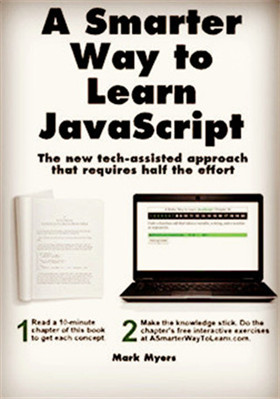 A Smarter
Way to
Learn
JavaScript
The new tech-assisted approach
that requires half the effort
1 Read a 10-minute
chapter of this book
to get each concept.
2 Make the knowledge stick. Do the
chapter's free interactive exercises
at ASmarterWayToLearn.com.
Mark Myers